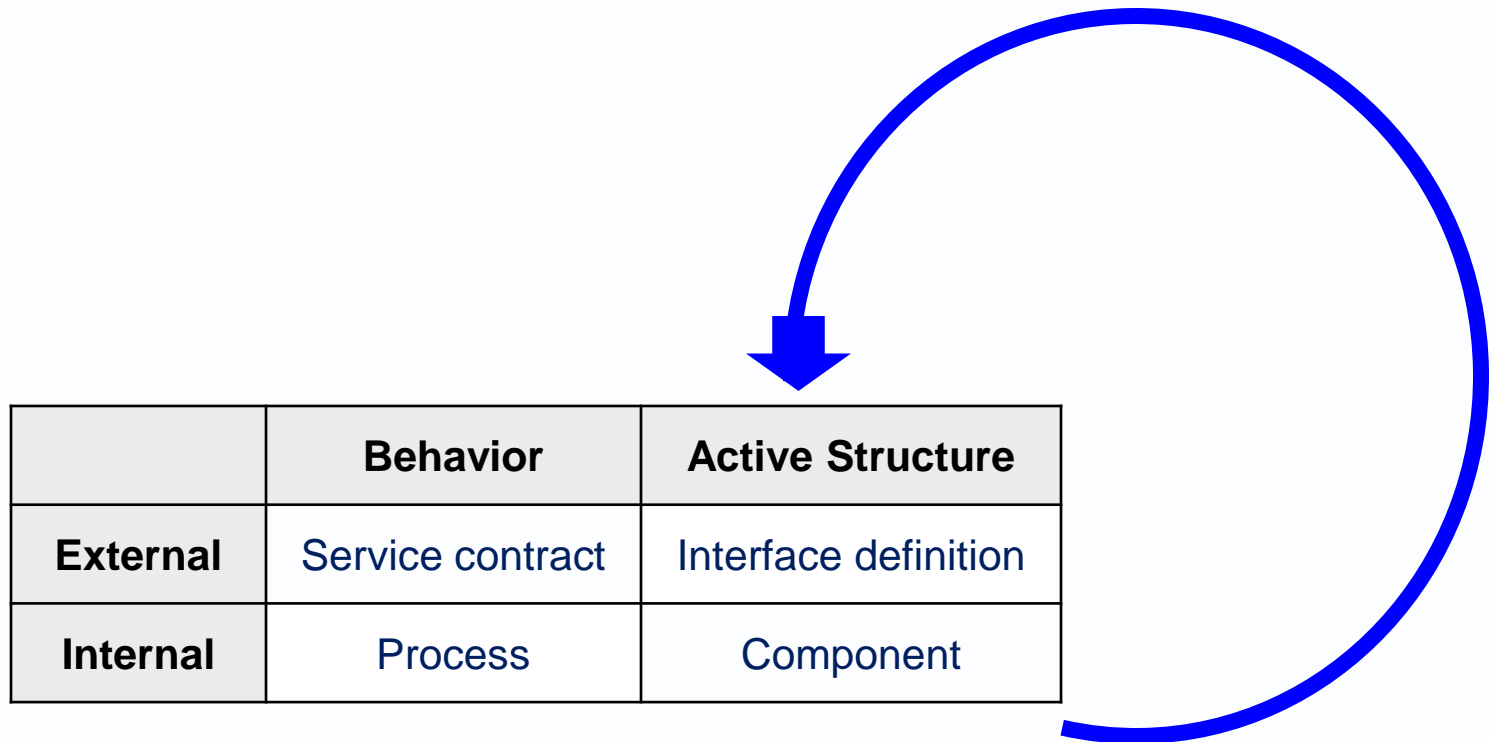 Behavior Active Structure
External Service contract Interface definition
Internal Process Component